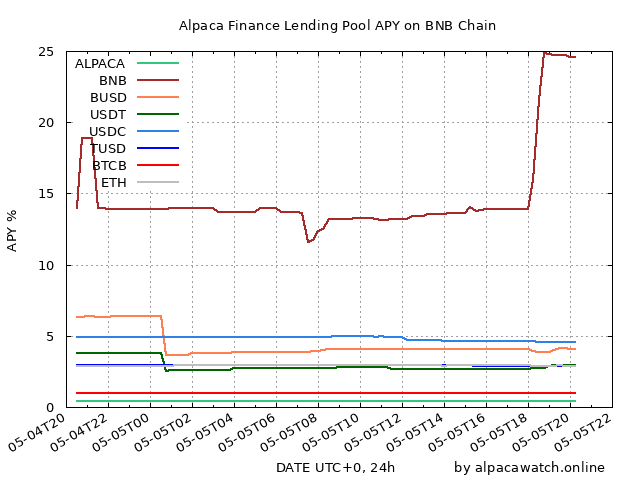 Alpaca Finance Lending Pool APY on BNB Chain
25
20
15
10
5
0
APY %
ALPACA
BNB
BUSD
USDT
USDC
TUSD
BTCB
ETH
05-04T20
05-04T22
05-05T00
05-05T02
05-05T04
05-05T06
05-05T08
05-05T10
05-05T12
05-05T14
05-05T16
05-05T18
05-05T20
05-05T22
DATE UTC+0, 24h
by alpacawatch.online